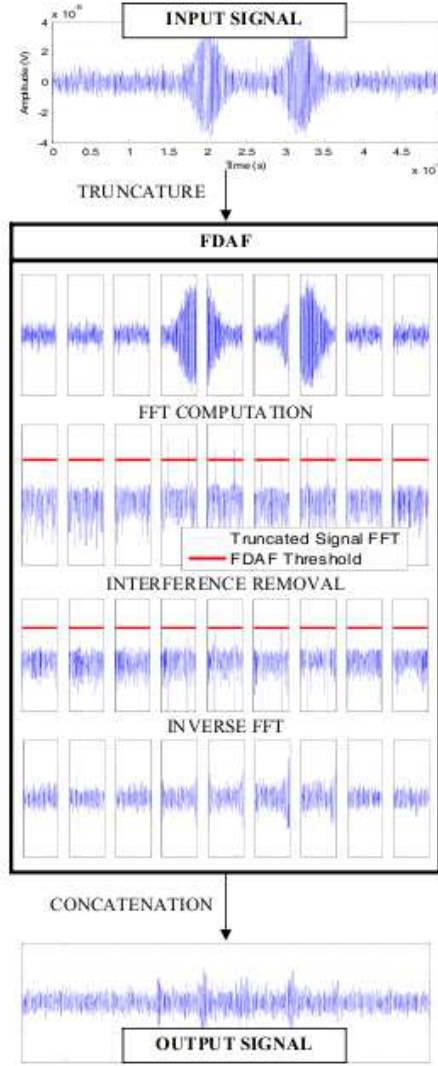 INPUT SIGNAL
4
2
0
-2
-4
Amplitude (V)
0 0.5 1 1.5 2 2.5 3 3.5 4 4.5
Time (s)
TRUNCATURE
FDAF
FFT COMPUTATION
Truncated Signal FFT
FDAF Threshold
INTERFERENCE REMOVAL
INVERSE FFT
CONCATENATION
OUTPUT SIGNAL